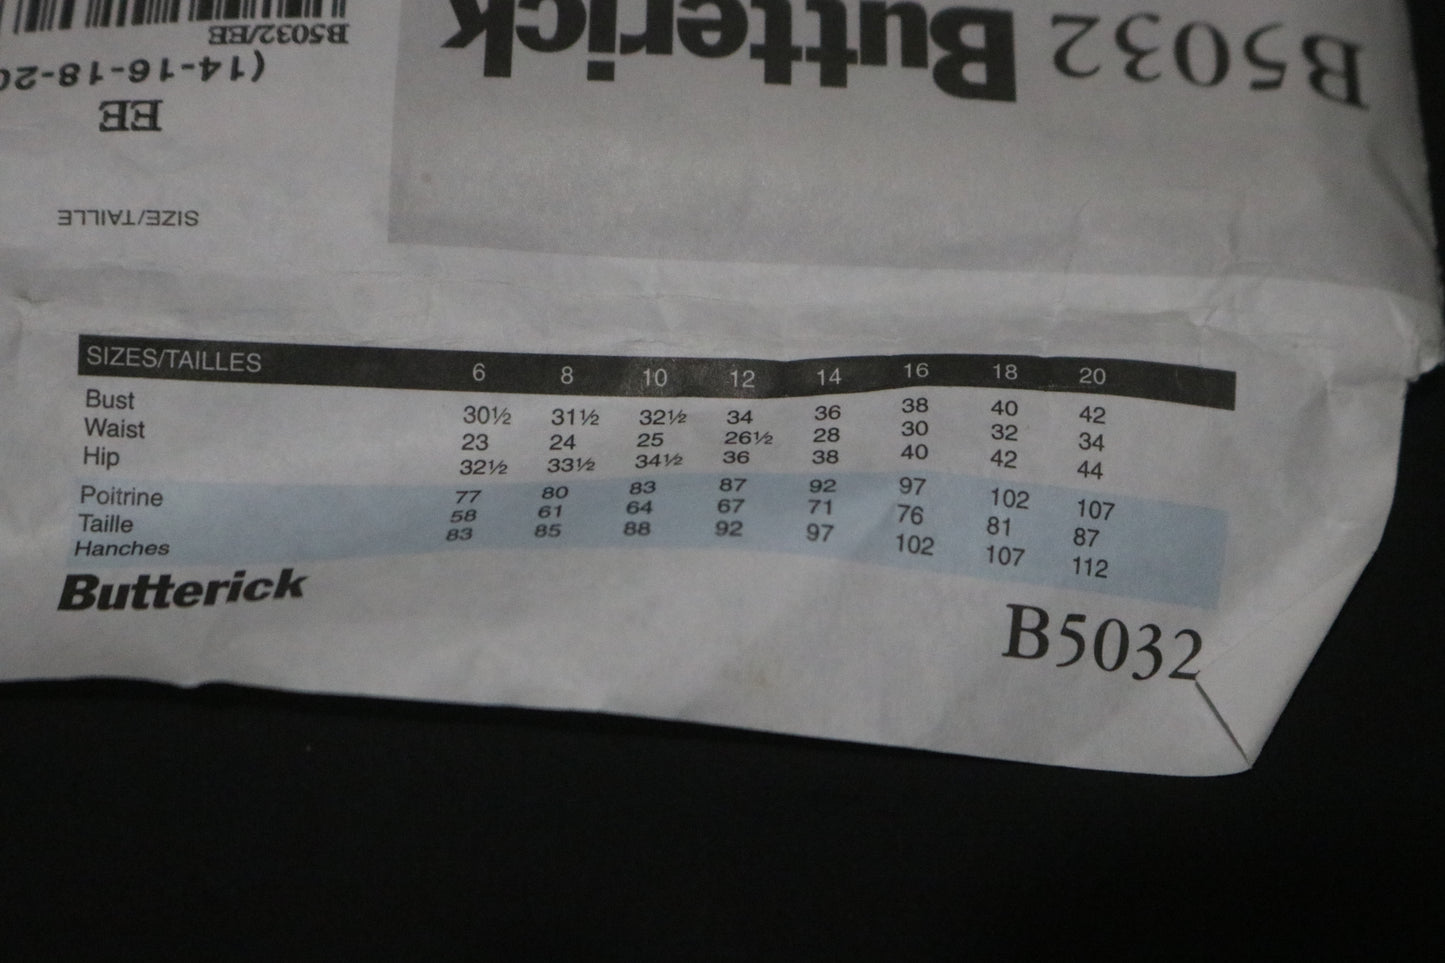 B5032 Butterick
B5032/EE
(14-16-18-20
EE
SIZE/TAILLE
SIZES/TAILLES 6 8 10 12 14 16 18 20
Bust 30½ 31½ 32½ 34 36 38 40 42
Waist 23 24 25 26½ 28 30 32 34
Hip 32½ 33½ 34½ 36 38 40 42 44
Poitrine 77 80 83 87 92 97 102 107
Taille 58 61 64 67 71 76 81 87
Hanches 83 85 88 92 97 102 107 112
Butterick
B5032